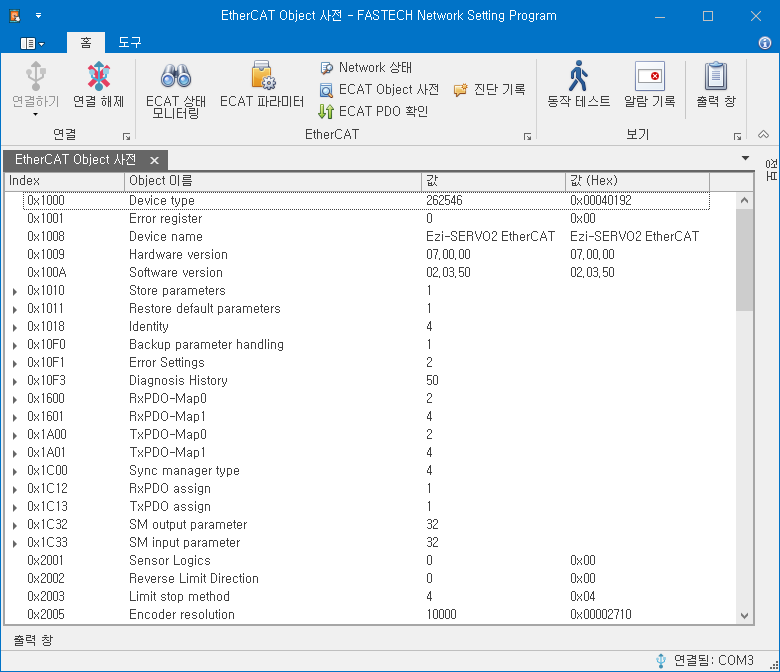 EtherCAT Object 사전 - FASTECH Network Setting Program
홈 도구
연결하기 연결 해제 연결
ECAT 상태 모니터링 ECAT 파라미터
Network 상태
ECAT Object 사전 진단 기록
ECAT PDO 확인
EtherCAT
동작 테스트 알람 기록 출력 창
보기
EtherCAT Object 사전
정보
Index Object 이름 값 값 (Hex)
0x1000 Device type 262546 0x00040192
0x1001 Error register 0 0x00
0x1008 Device name Ezi-SERVO2 EtherCAT Ezi-SERVO2 EtherCAT
0x1009 Hardware version 07,00,00 07,00,00
0x100A Software version 02,03,50 02,03,50
0x1010 Store parameters 1
0x1011 Restore default parameters 1
0x1018 Identity 4
0x10F0 Backup parameter handling 1
0x10F1 Error Settings 2
0x10F3 Diagnosis History 50
0x1600 RxPDO-Map0 2
0x1601 RxPDO-Map1 4
0x1A00 TxPDO-Map0 2
0x1A01 TxPDO-Map1 4
0x1C00 Sync manager type 4
0x1C12 RxPDO assign 1
0x1C13 TxPDO assign 1
0x1C32 SM output parameter 32
0x1C33 SM input parameter 32
0x2001 Sensor Logics 0 0x00
0x2002 Reverse Limit Direction 0 0x00
0x2003 Limit stop method 4 0x04
0x2005 Encoder resolution 10000 0x00002710
출력 창
연결됨: COM3